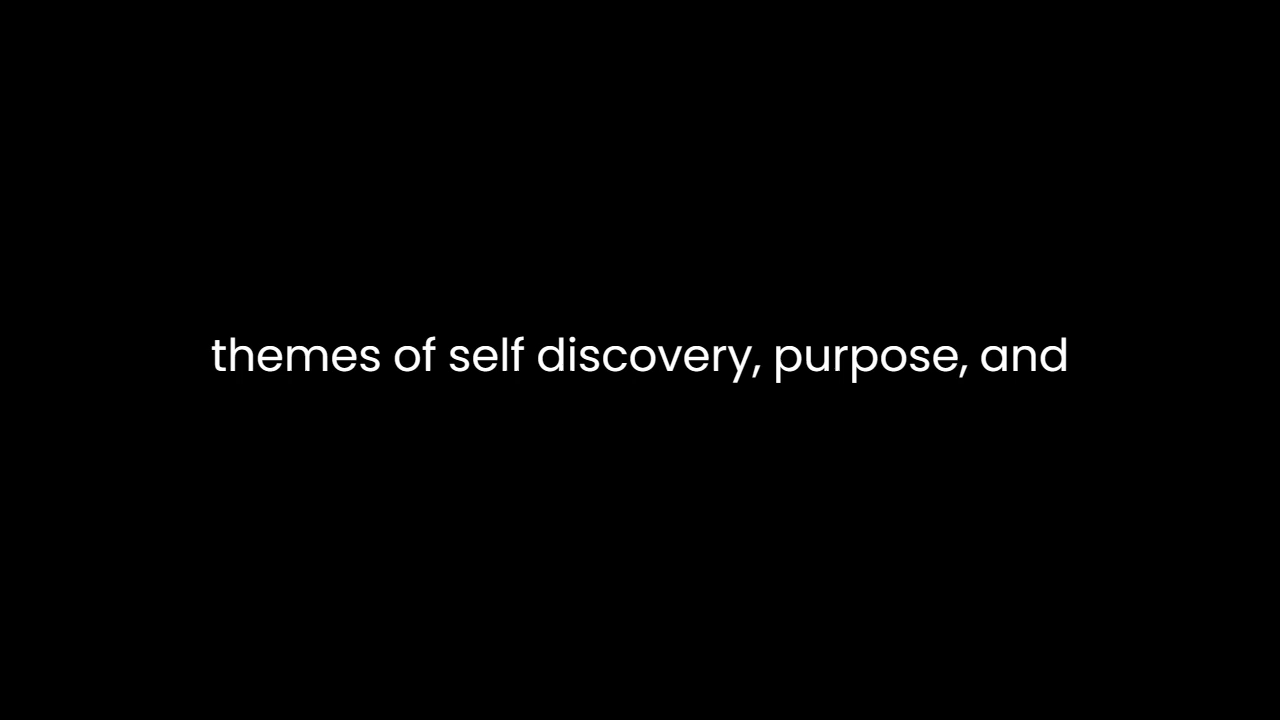 themes of self discovery, purpose, and